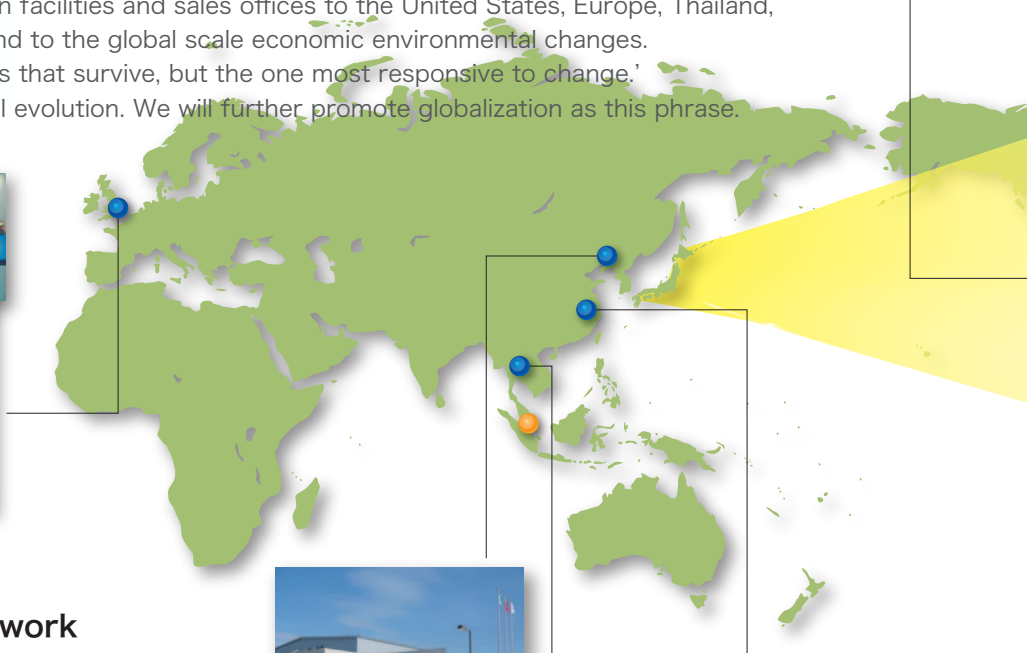 n facilities and sales offices to the United States, Europe, Thailand,
nd to the global scale economic environmental changes.
s that survive, but the one most responsive to change.’
l evolution. We will further promote globalization as this phrase.
work